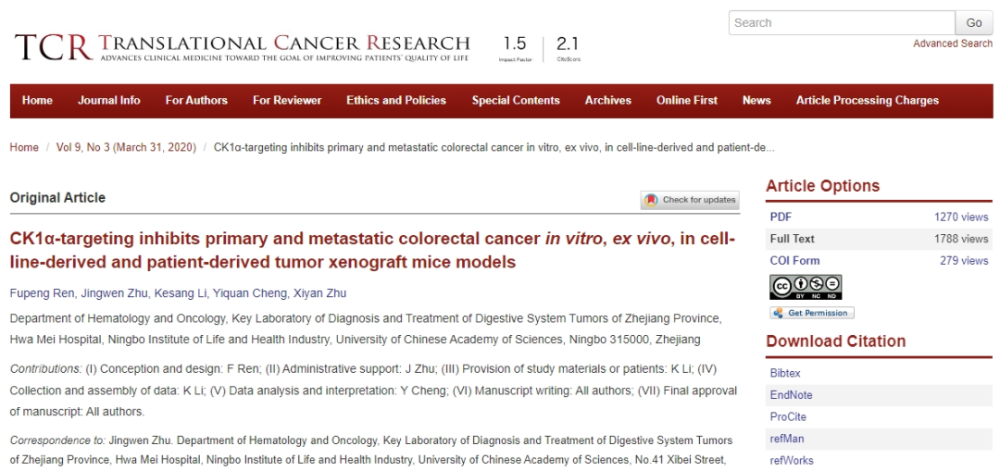 Search
Go
Advanced Search
TCR TRANSLATIONAL CANCER RESEARCH
ADVANCES CLINICAL MEDICINE TOWARD THE GOAL OF IMPROVING PATIENTS' QUALITY OF LIFE
1.5
Impact Factor
2.1
CiteScore
Home Journal Info For Authors For Reviewer Ethics and Policies Special Contents Archives Online First News Article Processing Charges
Home / Vol 9, No 3 (March 31, 2020) / CK1α-targeting inhibits primary and metastatic colorectal cancer in vitro, ex vivo, in cell-line-derived and patient-de...
Original Article
Check for updates
CK1α-targeting inhibits primary and metastatic colorectal cancer in vitro, ex vivo, in cell-
line-derived and patient-derived tumor xenograft mice models
Fupeng Ren, Jingwen Zhu, Kesang Li, Yiquan Cheng, Xiyan Zhu
Department of Hematology and Oncology, Key Laboratory of Diagnosis and Treatment of Digestive System Tumors of Zhejiang Province,
Hwa Mei Hospital, Ningbo Institute of Life and Health Industry, University of Chinese Academy of Sciences, Ningbo 315000, Zhejiang
Contributions: (I) Conception and design: F Ren; (II) Administrative support: J Zhu; (III) Provision of study materials or patients: K Li; (IV)
Collection and assembly of data: K Li; (V) Data analysis and interpretation: Y Cheng; (VI) Manuscript writing: All authors; (VII) Final approval
of manuscript: All authors.
Correspondence to: Jingwen Zhu. Department of Hematology and Oncology, Key Laboratory of Diagnosis and Treatment of Digestive System Tumors
of Zhejiang Province, Hwa Mei Hospital, Ningbo Institute of Life and Health Industry, University of Chinese Academy of Sciences, No.41 Xibei Street,
Article Options
PDF 1270 views
Full Text 1788 views
COI Form 279 views
cc BY NC ND
Get Permission
Download Citation
Bibtex
EndNote
ProCite
refMan
refWorks